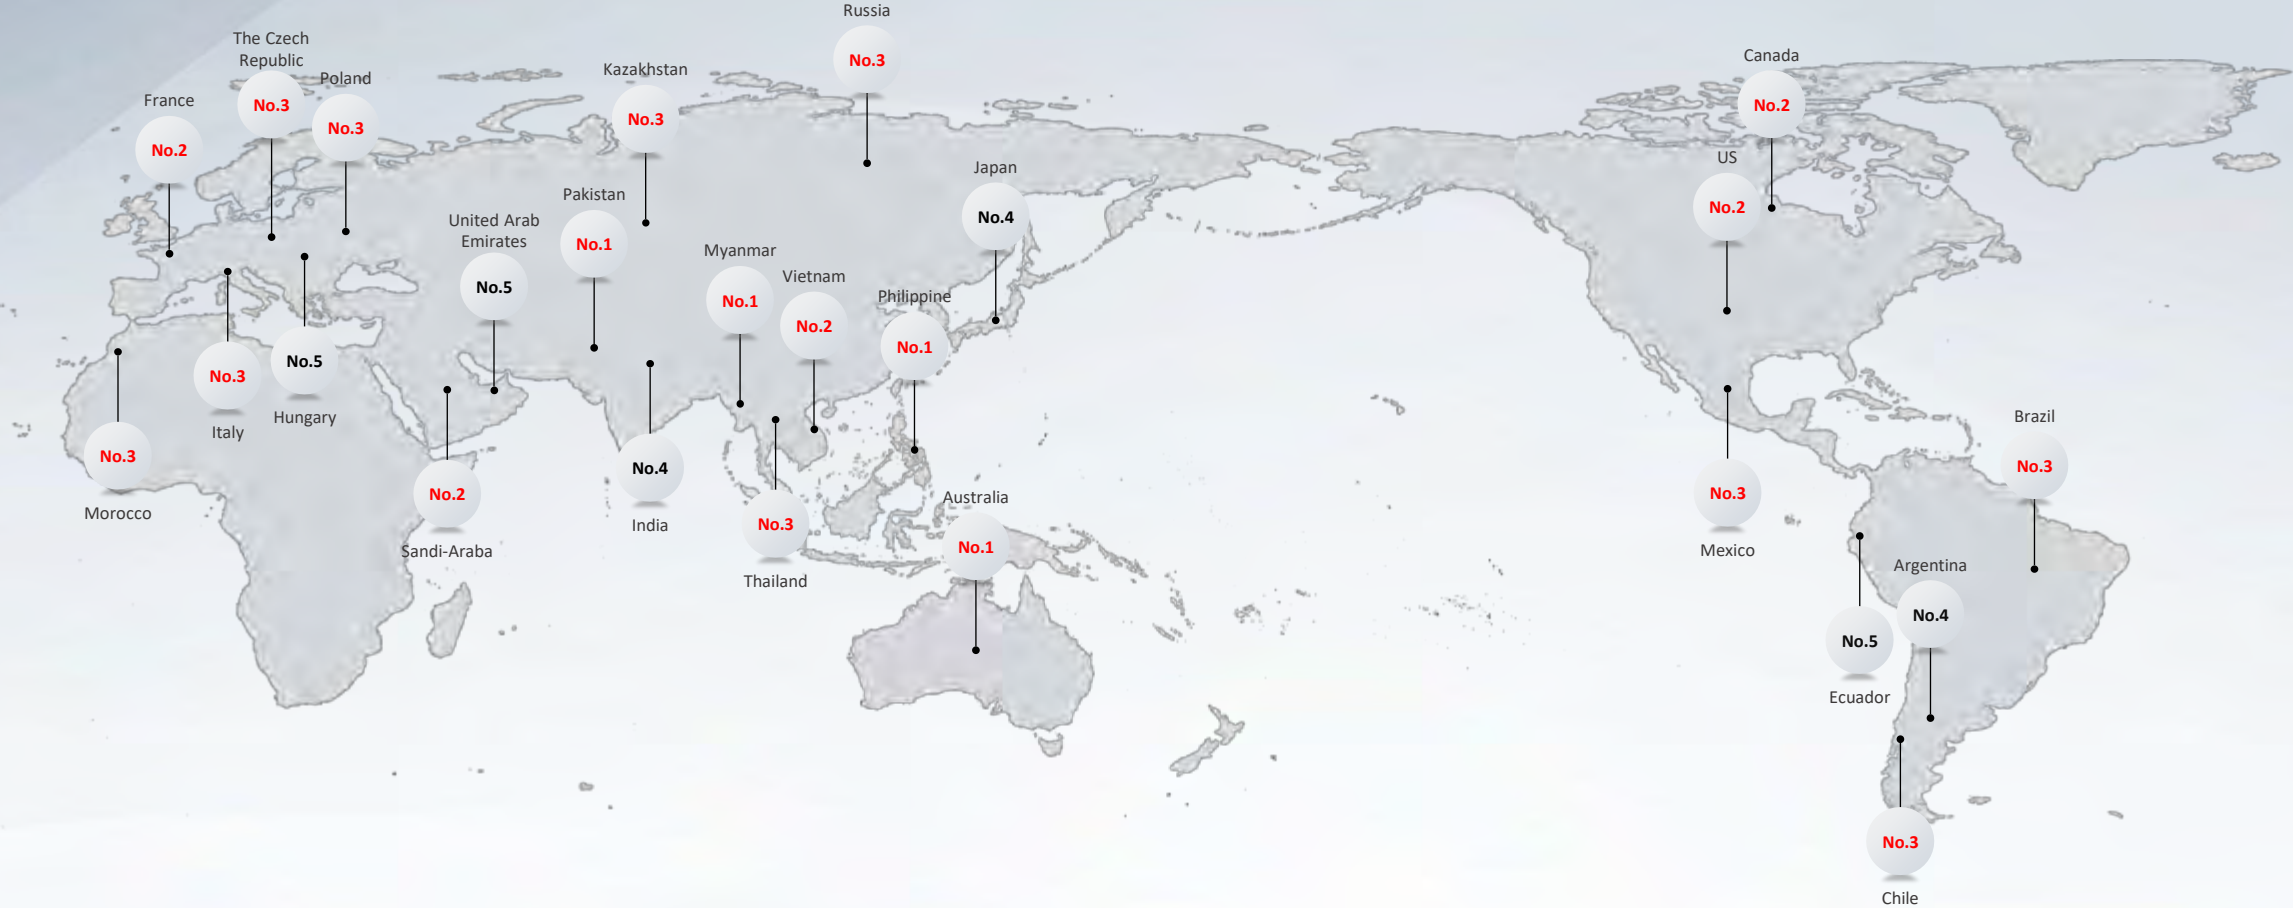 Russia
No.3
The Czech
Republic
No.3
Poland
No.3
Kazakhstan
No.3
France
No.2
Canada
No.2
US
No.2
Japan
No.4
Pakistan
No.1
United Arab
Emirates
No.5
Myanmar
No.1
Vietnam
No.2
Philippine
No.1
No.3
Italy
No.5
Hungary
No.3
Morocco
No.2
Sandi-Araba
No.4
India
No.3
Thailand
Australia
No.1
No.3
Mexico
Brazil
No.3
Argentina
No.4
No.5
Ecuador
No.3
Chile